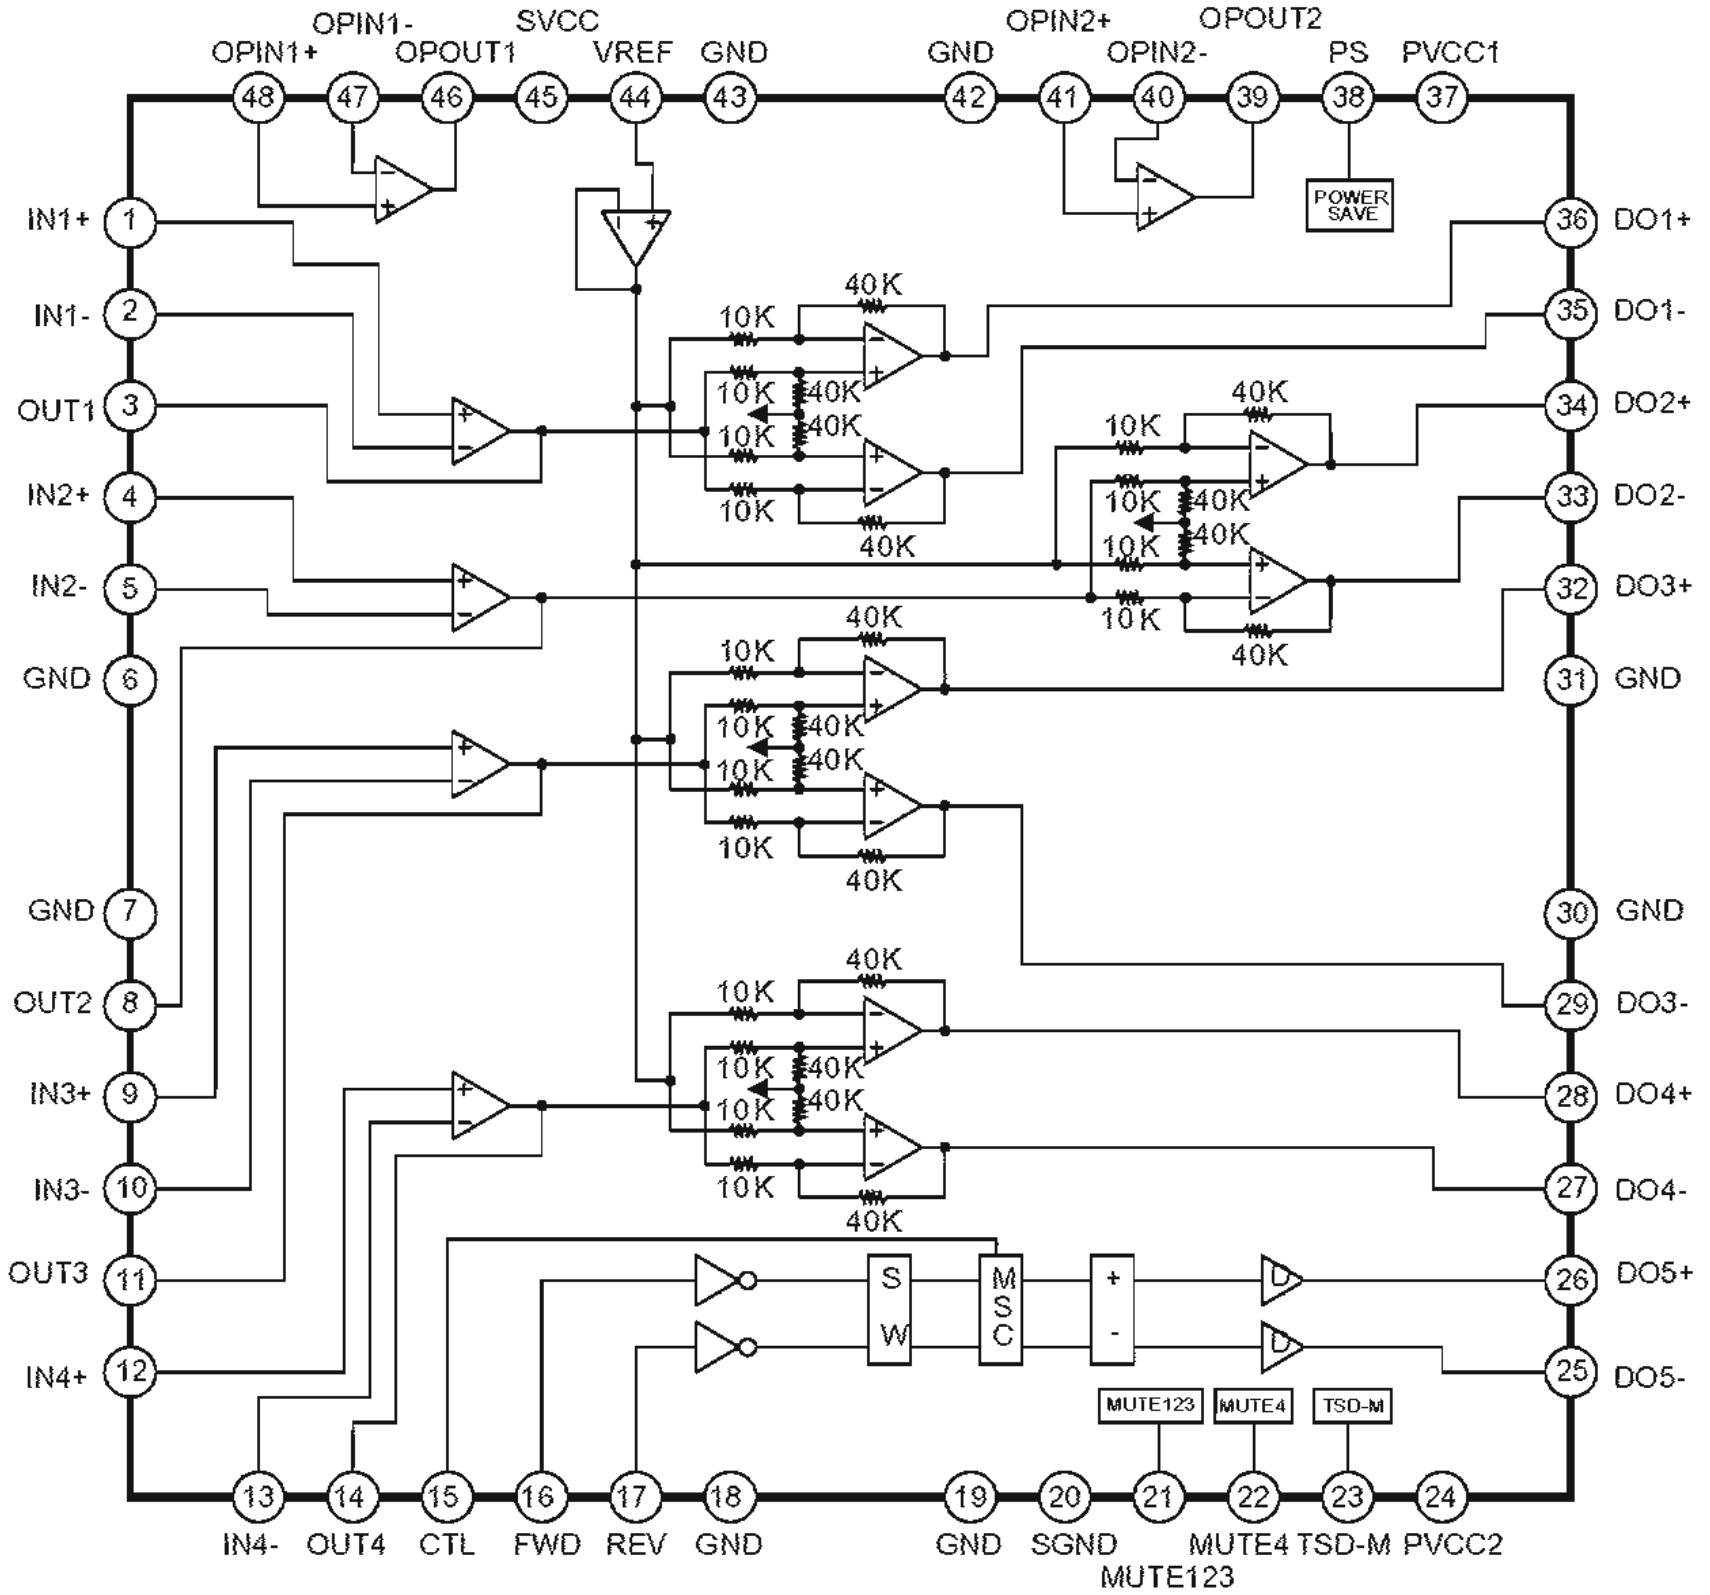 OPIN1- SVCC OPIN2+ OPOUT2
OPIN1+ OPOUT1 VREF GND GND OPIN2- PS PVCC1
48 47 46 45 44 43 42 41 40 39 38 37
- +
- +
- +
POWER
SAVE
IN1+ 1
36 DO1+
IN1- 2
35 DO1-
OUT1 3
34 DO2+
IN2+ 4
33 DO2-
IN2- 5
32 DO3+
GND 6
31 GND
GND 7
30 GND
OUT2 8
29 DO3-
IN3+ 9
28 DO4+
IN3- 10
27 DO4-
OUT3 11
26 DO5+
IN4+ 12
25 DO5-
+ -
+ -
+ -
+ -
40K
10K
- +
10K 40K
10K 40K
+ -
10K
40K
40K
10K
- +
10K 40K
10K 40K
+ -
10K
40K
40K
10K
- +
10K 40K
10K 40K
+ -
10K
40K
40K
10K
- +
10K 40K
10K 40K
+ -
10K
40K
S
W
M
S
C
+
-
D
D
MUTE123 MUTE4 TSD-M
13 14 15 16 17 18 19 20 21 22 23 24
IN4- OUT4 CTL FWD REV GND GND SGND MUTE4 TSD-M PVCC2
MUTE123